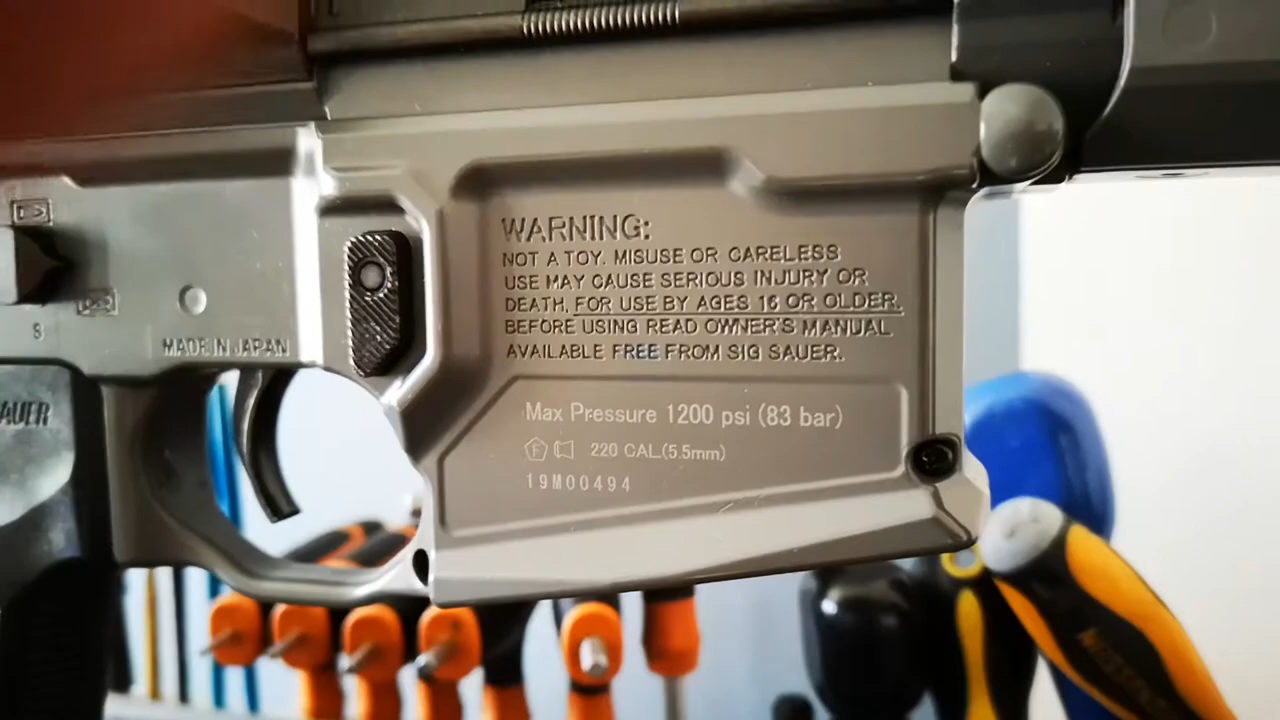 WARNING:
NOT A TOY. MISUSE OR CARELESS
USE MAY CAUSE SERIOUS INJURY OR
DEATH, FOR USE BY AGES 16 OR OLDER.
BEFORE USING READ OWNER'S MANUAL
AVAILABLE FREE FROM SIG SAUER.
Max Pressure 1200 psi (83 bar)
F 220 CAL(5.5mm)
19M00494
MADE IN JAPAN
S
AUER